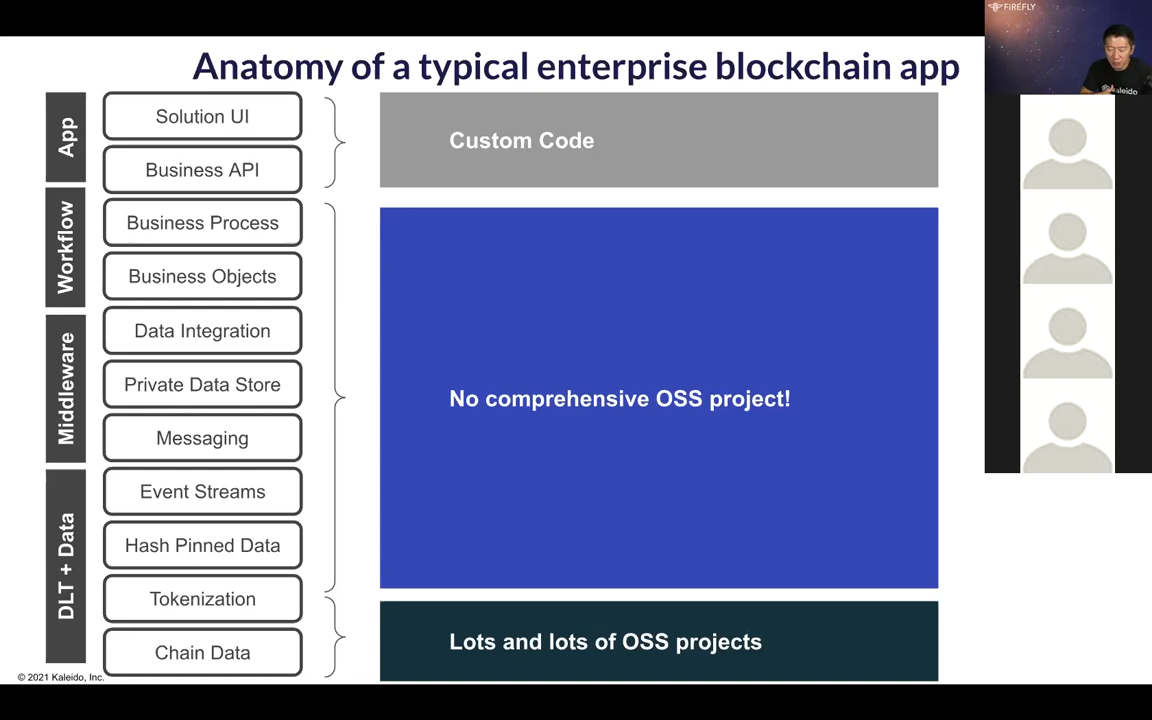 FIREFLY
kaleido
Anatomy of a typical enterprise blockchain app
App
Solution UI
Business API
Custom Code
Workflow
Business Process
Business Objects
Middleware
Data Integration
Private Data Store
Messaging
No comprehensive OSS project!
DLT + Data
Event Streams
Hash Pinned Data
Tokenization
Chain Data
Lots and lots of OSS projects
© 2021 Kaleido, Inc.